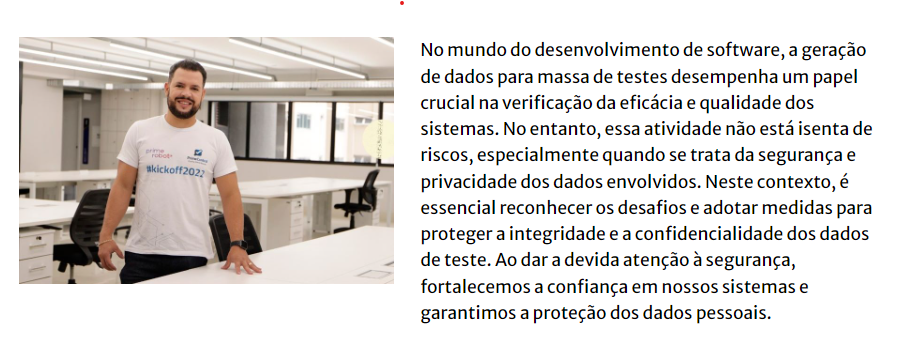 prime
robot
#kickoff2022
No mundo do desenvolvimento de software, a geração
de dados para massa de testes desempenha um papel
crucial na verificação da eficácia e qualidade dos
sistemas. No entanto, essa atividade não está isenta de
riscos, especialmente quando se trata da segurança e
privacidade dos dados envolvidos. Neste contexto, é
essencial reconhecer os desafios e adotar medidas para
proteger a integridade e a confidencialidade dos dados
de teste. Ao dar a devida atenção à segurança,
fortalecemos a confiança em nossos sistemas e
garantimos a proteção dos dados pessoais.